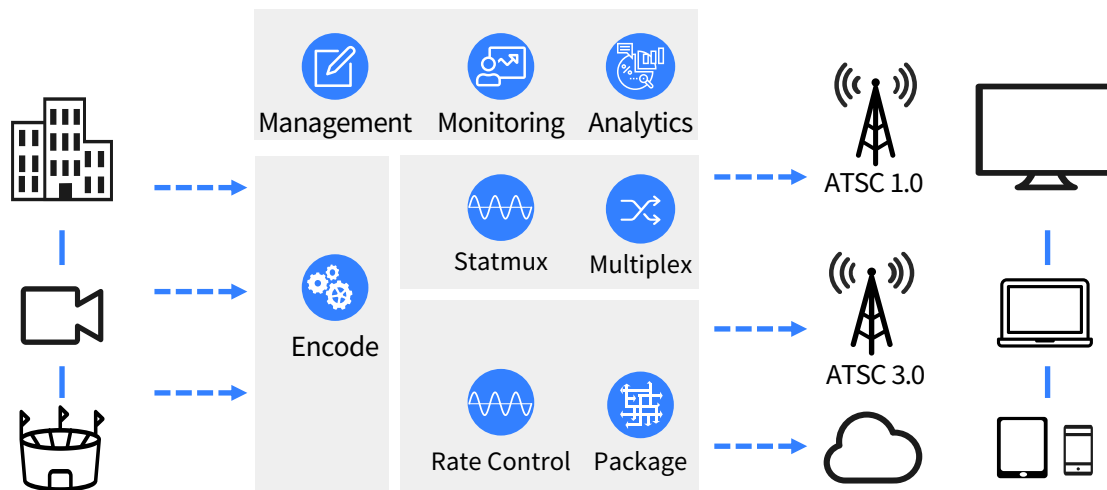 Management
Monitoring
Analytics
ATSC 1.0
Statmux
Multiplex
Encode
ATSC 3.0
Rate Control
Package